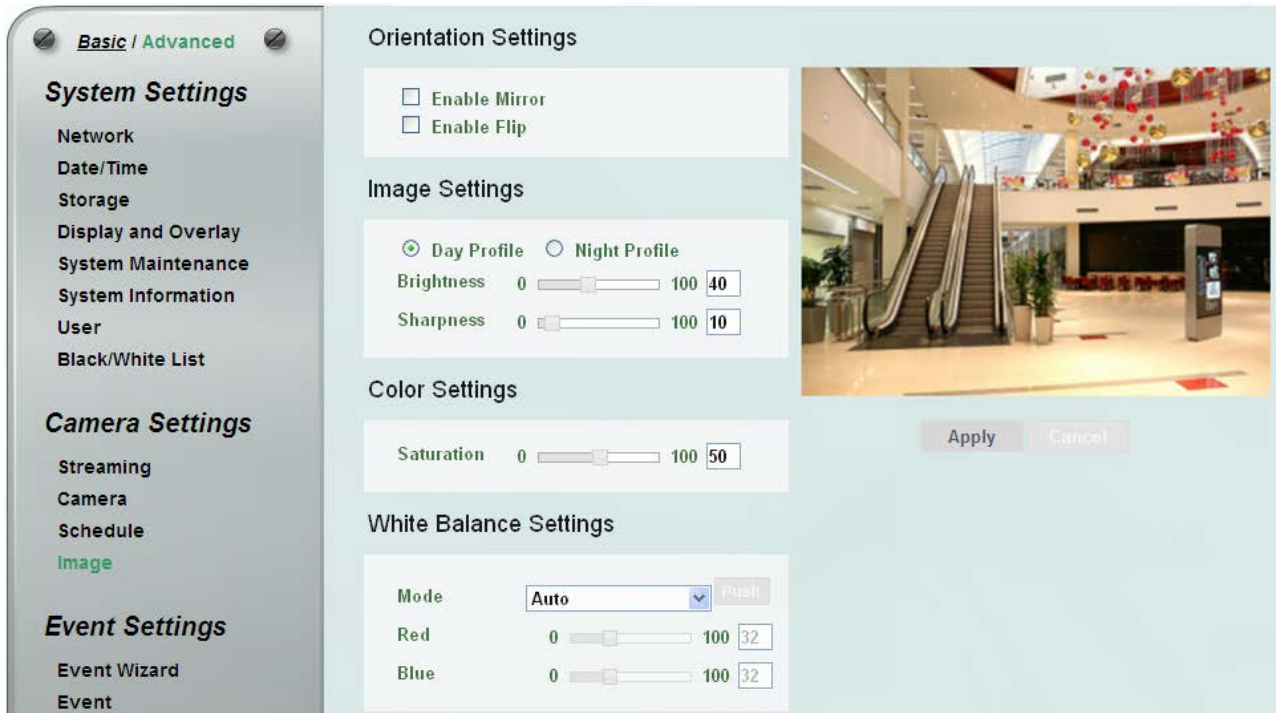 Basic / Advanced
System Settings
Network
Date/Time
Storage
Display and Overlay
System Maintenance
System Information
User
Black/White List
Camera Settings
Streaming
Camera
Schedule
Image
Event Settings
Event Wizard
Event
Orientation Settings
Enable Mirror
Enable Flip
Image Settings
Day Profile Night Profile
Brightness 0 100 40
Sharpness 0 100 10
Color Settings
Saturation 0 100 50
White Balance Settings
Mode Auto Push
Red 0 100 32
Blue 0 100 32
Apply Cancel